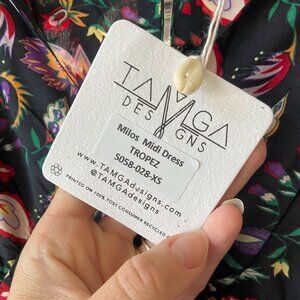 TAMGA
DESIGNS
Milos Midi Dress
TROPEZ
S058-028-XS
www.TAMGAdesigns.com
@TAMGAdesigns
PRINTED ON 100% POST-CONSUMER RECYCLED